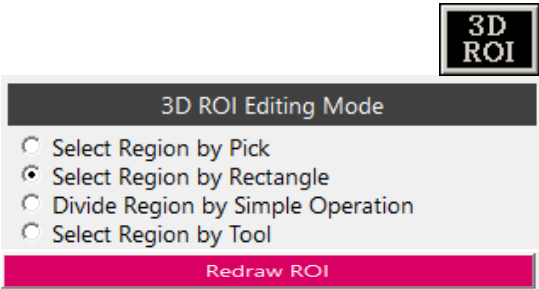 3D
ROI
3D ROI Editing Mode
Select Region by Pick
Select Region by Rectangle
Divide Region by Simple Operation
Select Region by Tool
Redraw ROI